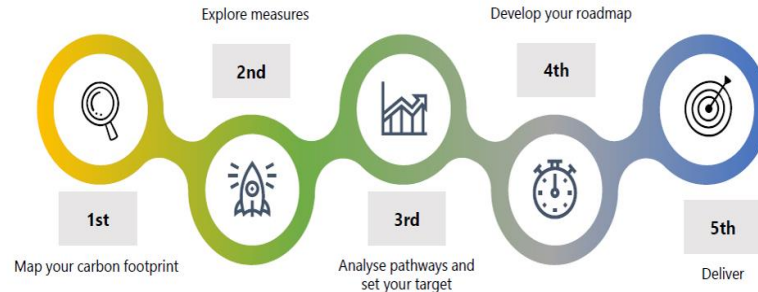 1st
Map your carbon footprint
Explore measures
2nd
3rd
Analyse pathways and
set your target
Develop your roadmap
4th
5th
Deliver